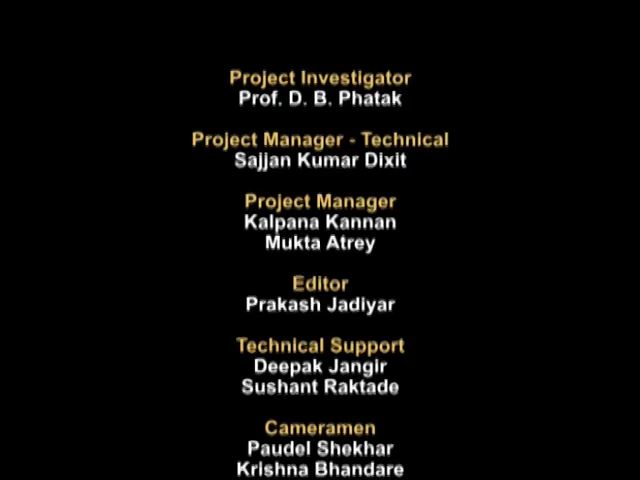 Project Investigator
Prof. D. B. Phatak
Project Manager - Technical
Sajjan Kumar Dixit
Project Manager
Kalpana Kannan
Mukta Atrey
Editor
Prakash Jadiyar
Technical Support
Deepak Jangir
Sushant Raktade
Cameramen
Paudel Shekhar
Krishna Bhandare